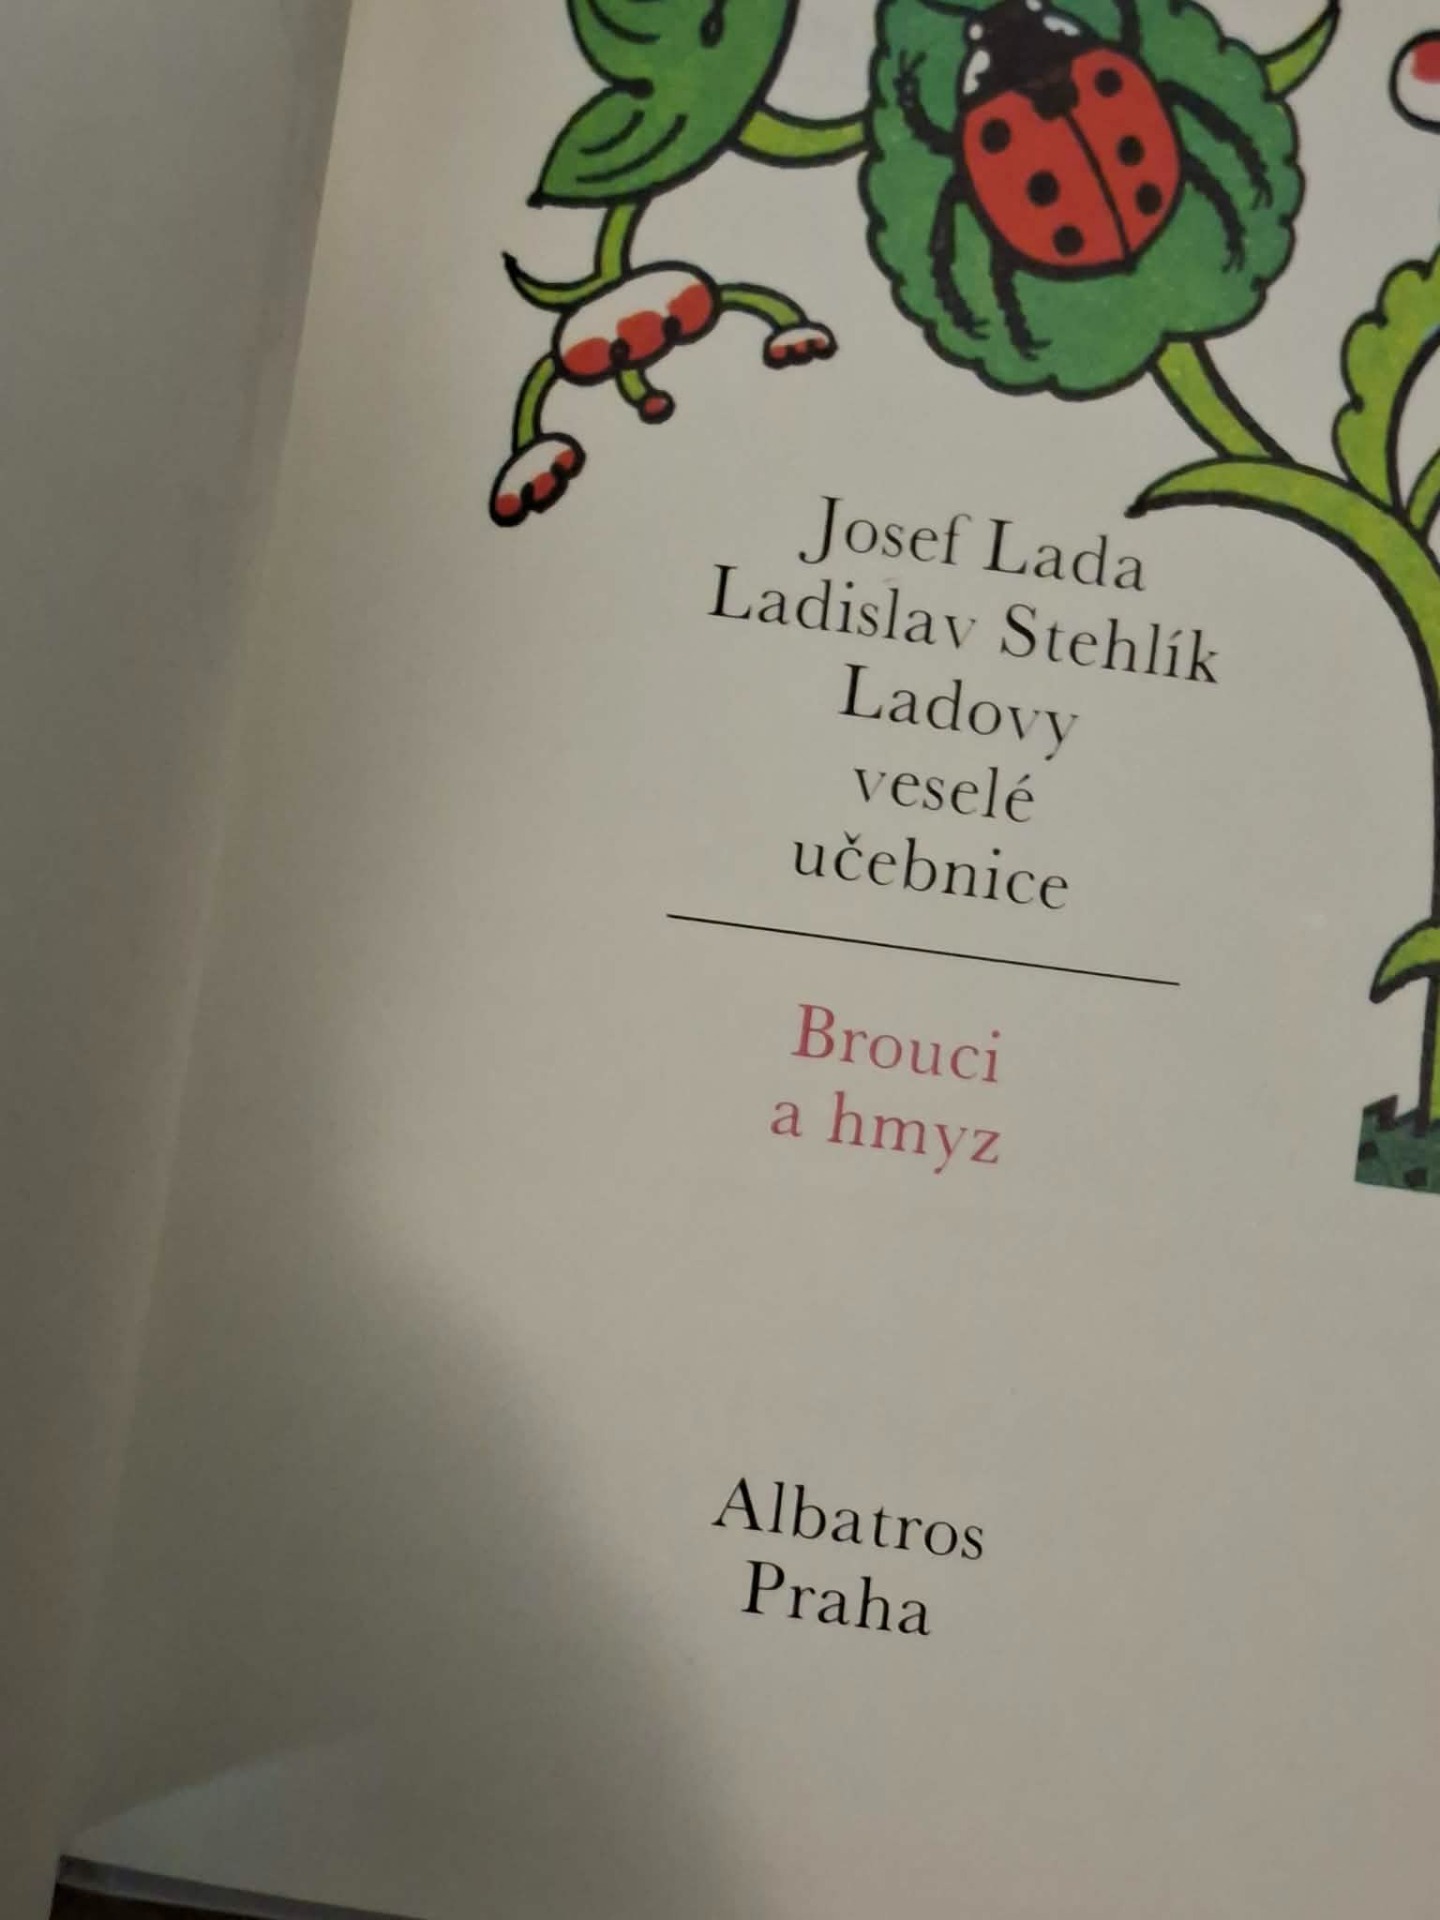 Josef Lada
Ladislav Stehlík
Ladovy
veselé
učebnice
Brouci
a hmyz
Albatros
Praha